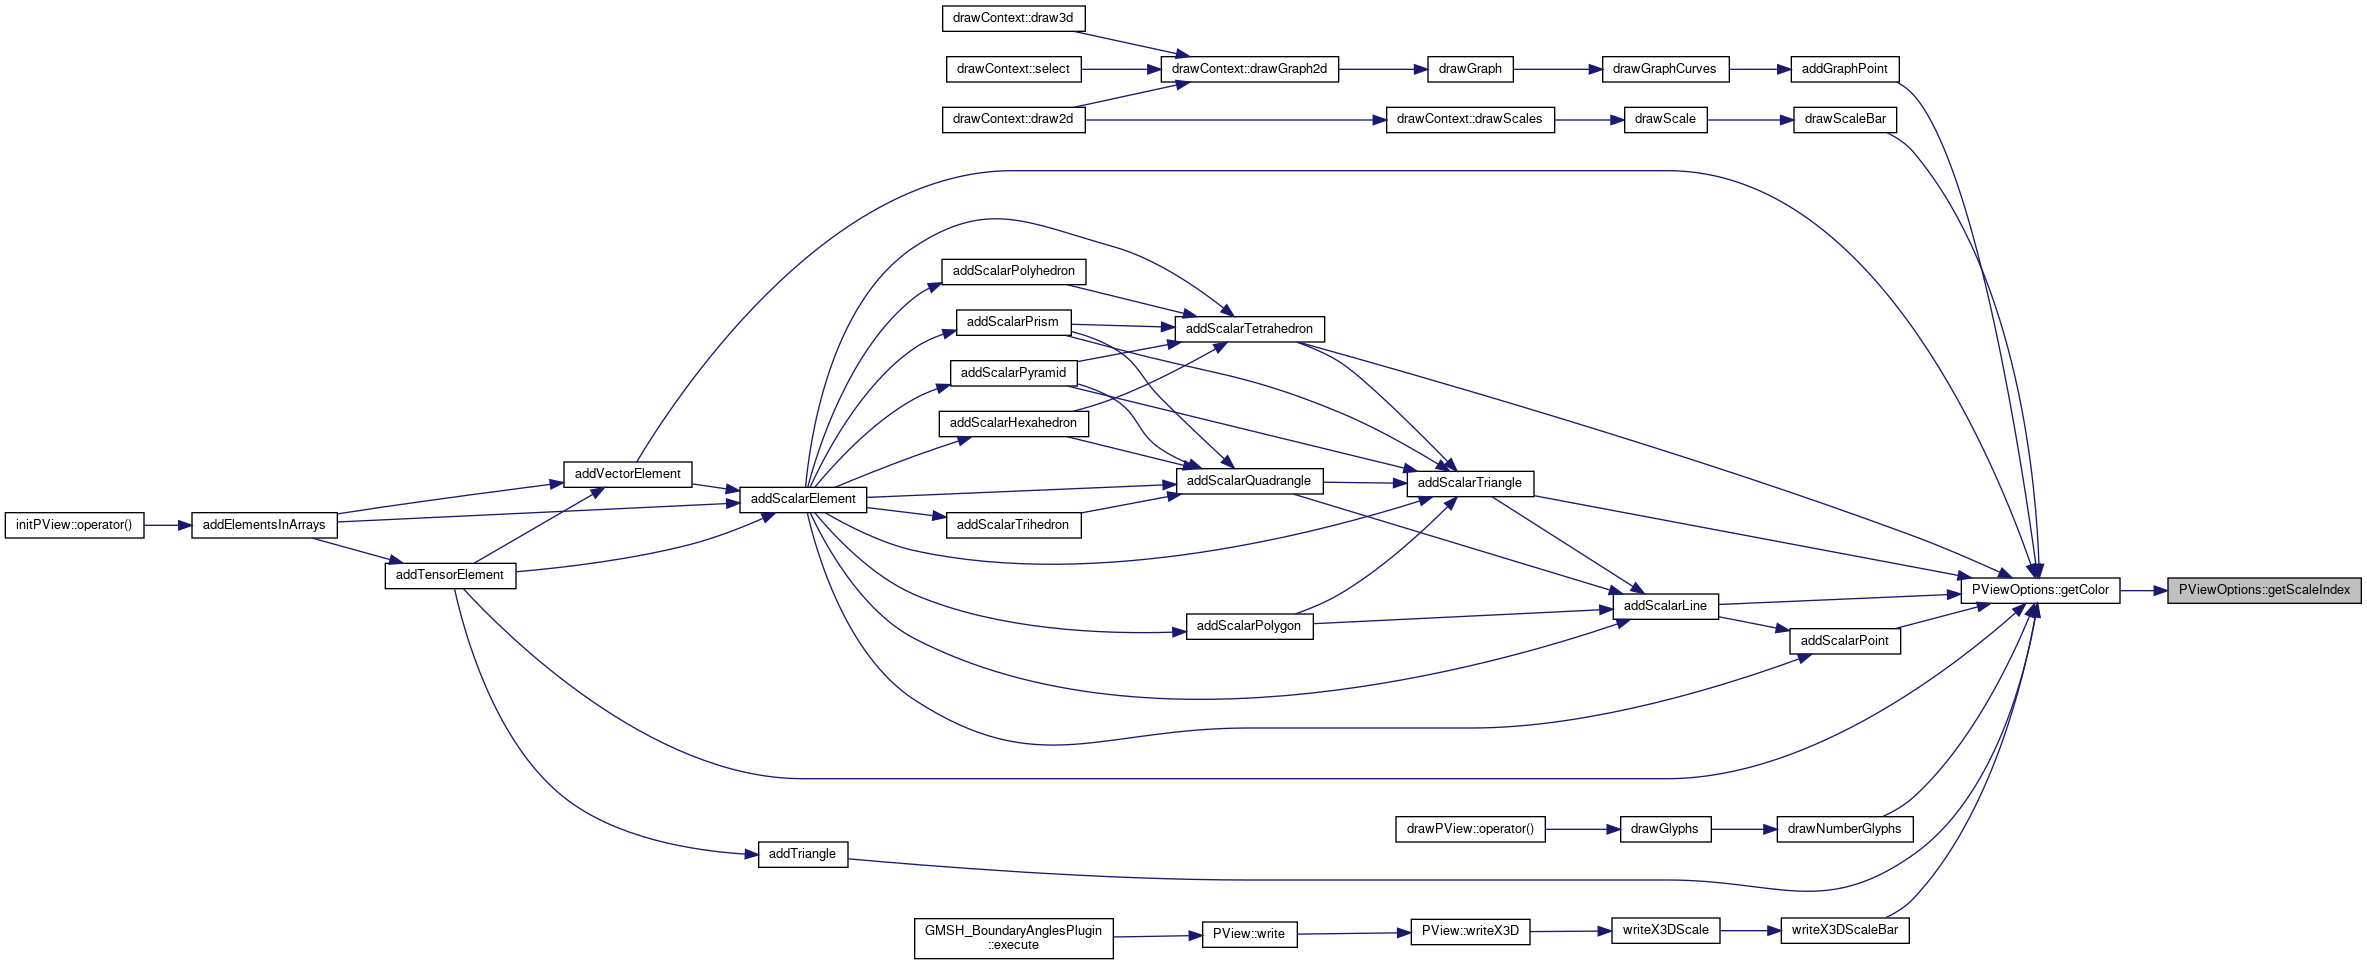 drawContext::draw3d
drawContext::select
drawContext::drawGraph2d
drawGraph
drawGraphCurves
addGraphPoint
drawContext::draw2d
drawContext::drawScales
drawScale
drawScaleBar
addScalarPolyhedron
addScalarPrism
addScalarTetrahedron
addScalarPyramid
addScalarHexahedron
addVectorElement
addScalarElement
addScalarQuadrangle
addScalarTriangle
initPView::operator()
addElementsInArrays
addScalarTrihedron
addTensorElement
PViewOptions::getColor
PViewOptions::getScaleIndex
addScalarLine
addScalarPolygon
addScalarPoint
drawPView::operator()
drawGlyphs
drawNumberGlyphs
addTriangle
GMSH_BoundaryAnglesPlugin
::execute
PView::write
PView::writeX3D
writeX3DScale
writeX3DScaleBar